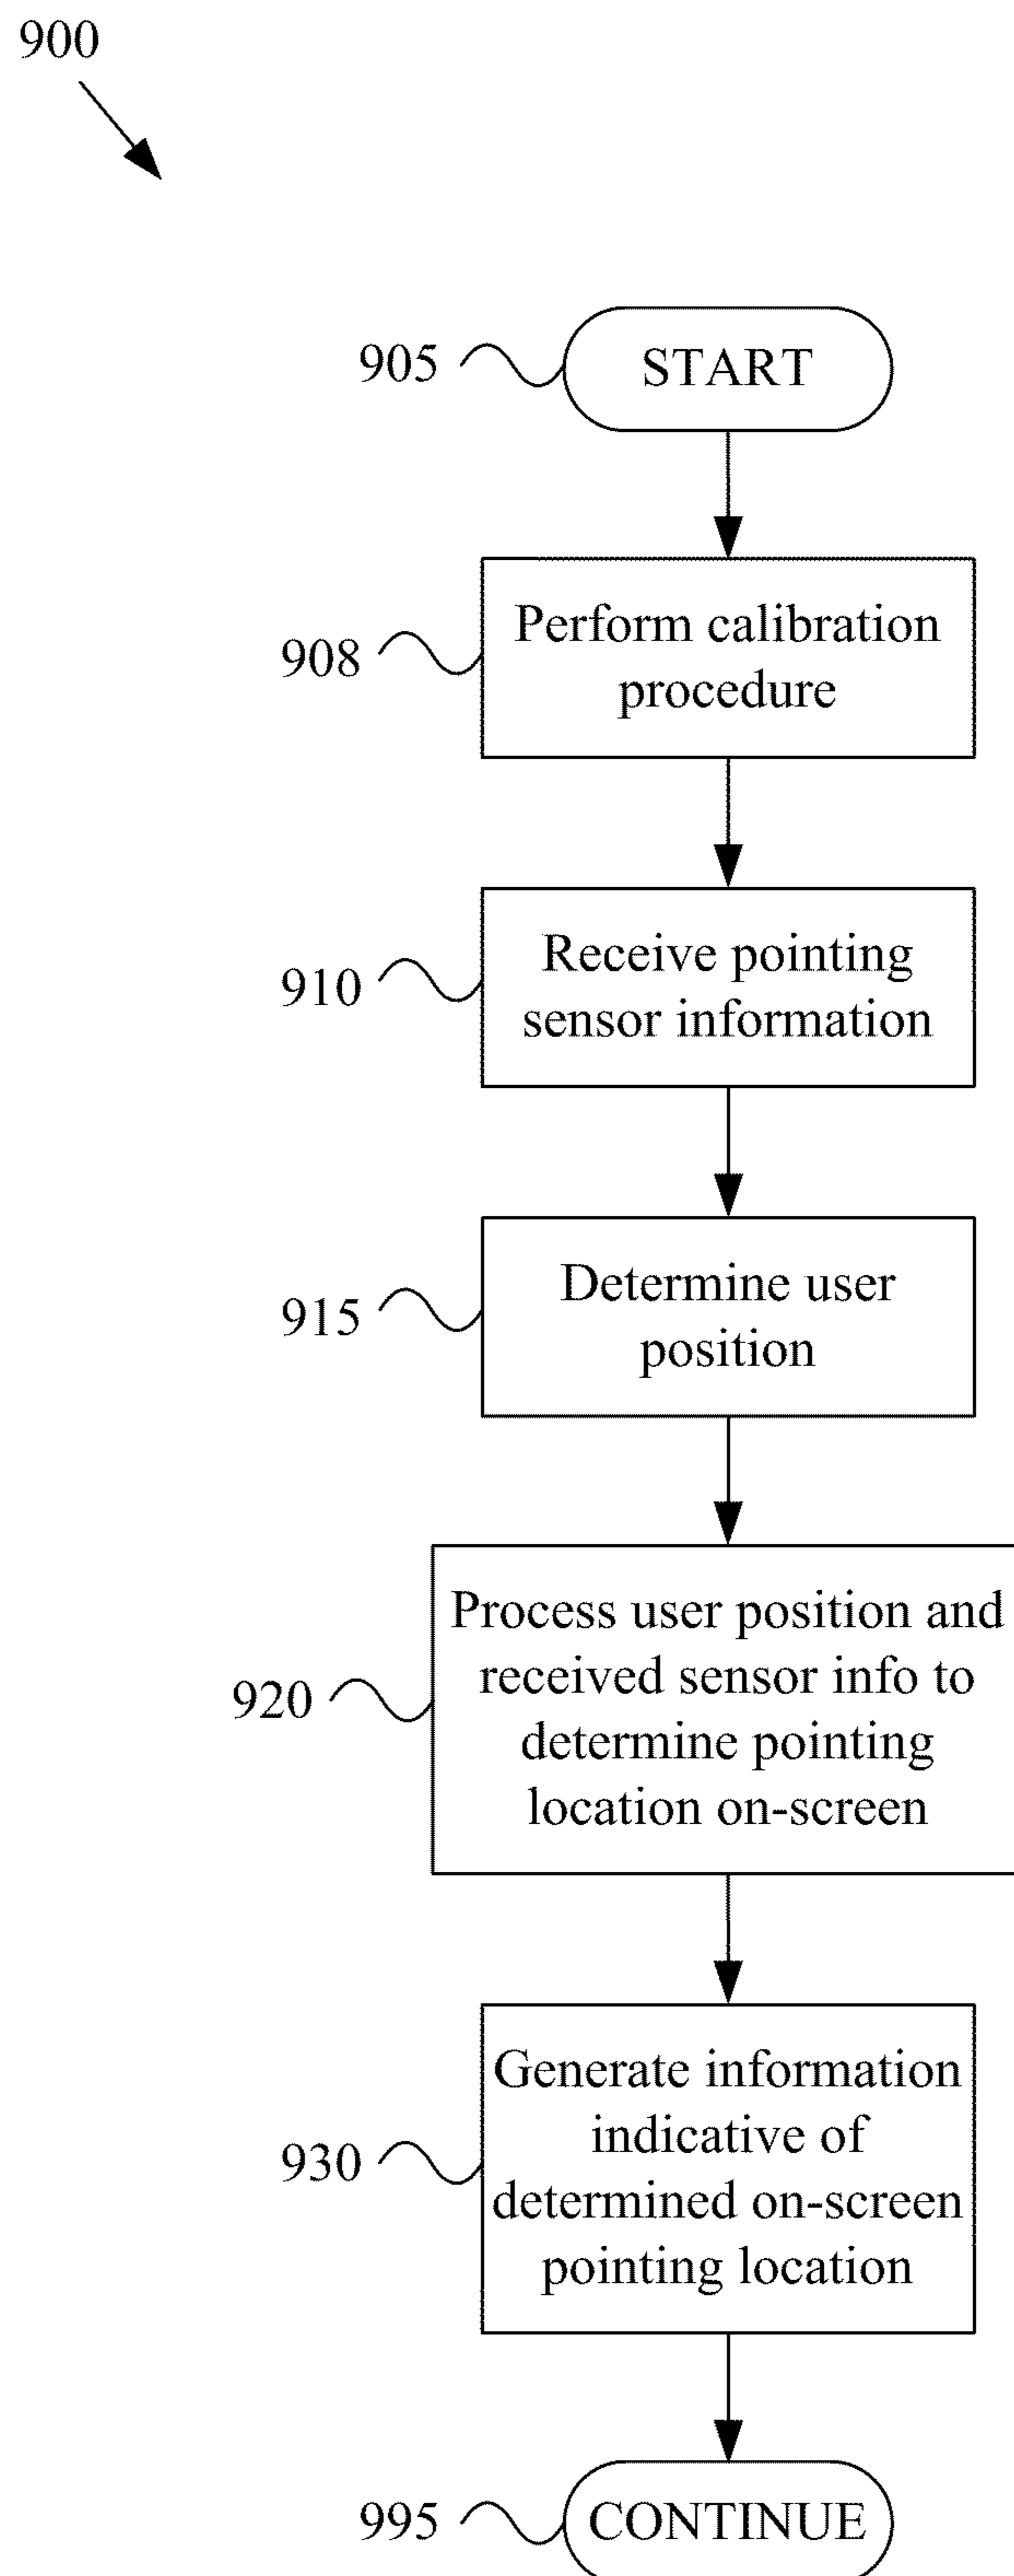 900
905
START
908
Perform calibration
procedure
910
Receive pointing
sensor information
915
Determine user
position
920
Process user position and
received sensor info to
determine pointing
location on-screen
930
Generate information
indicative of
determined on-screen
pointing location
995
CONTINUE